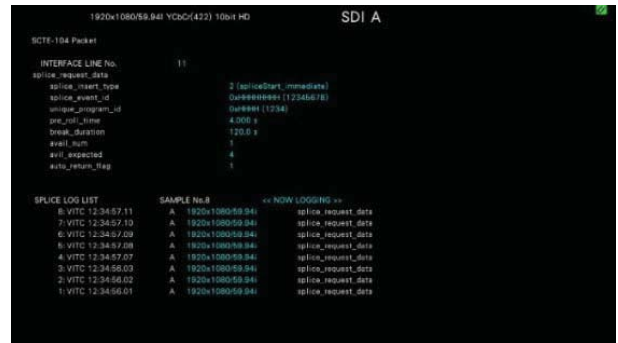 1920x1080/59.94I YCbCr(422) 10bit HD SDI A
SCTE-104 Packet
INTERFACE LINE No. 11
splice_request_data
splice_insert_type 2 (spliceStart_immediate)
splice_event_id 0xHHHHHHHH (12345678)
unique_program_id 0xHHHH (1234)
pre_roll_time 4.000 s
break_duration 120.0 s
avail_num 1
avil_expected 4
auto_return_flag 1
SPLICE LOG LIST SAMPLE No.8 << NOW LOGGING >>
8: VITC 12:34:57.11 A 1920x1080/59.94I splice_request_data
7: VITC 12:34:57.10 A 1920x1080/59.94I splice_request_data
6: VITC 12:34:57.09 A 1920x1080/59.94I splice_request_data
5: VITC 12:34:57.08 A 1920x1080/59.94I splice_request_data
4: VITC 12:34:57.07 A 1920x1080/59.94I splice_request_data
3: VITC 12:34:56.03 A 1920x1080/59.94I splice_request_data
2: VITC 12:34:56.02 A 1920x1080/59.94I splice_request_data
1: VITC 12:34:56.01 A 1920x1080/59.94I splice_request_data